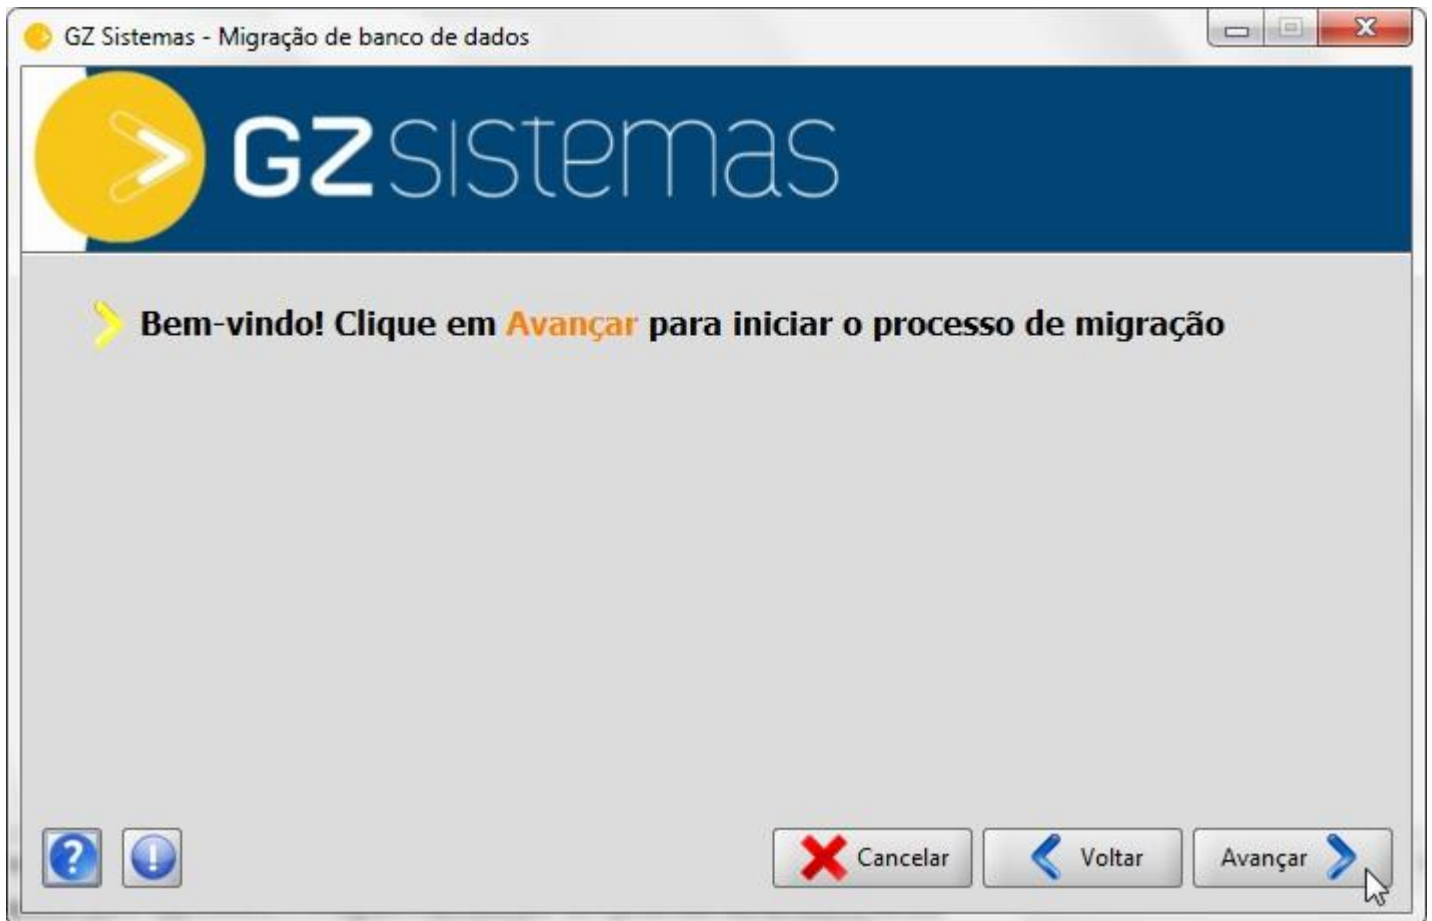 GZ Sistemas - Migração de banco de dados
GZ sistemas
Bem-vindo! Clique em Avançar para iniciar o processo de migração
Cancelar
Voltar
Avançar